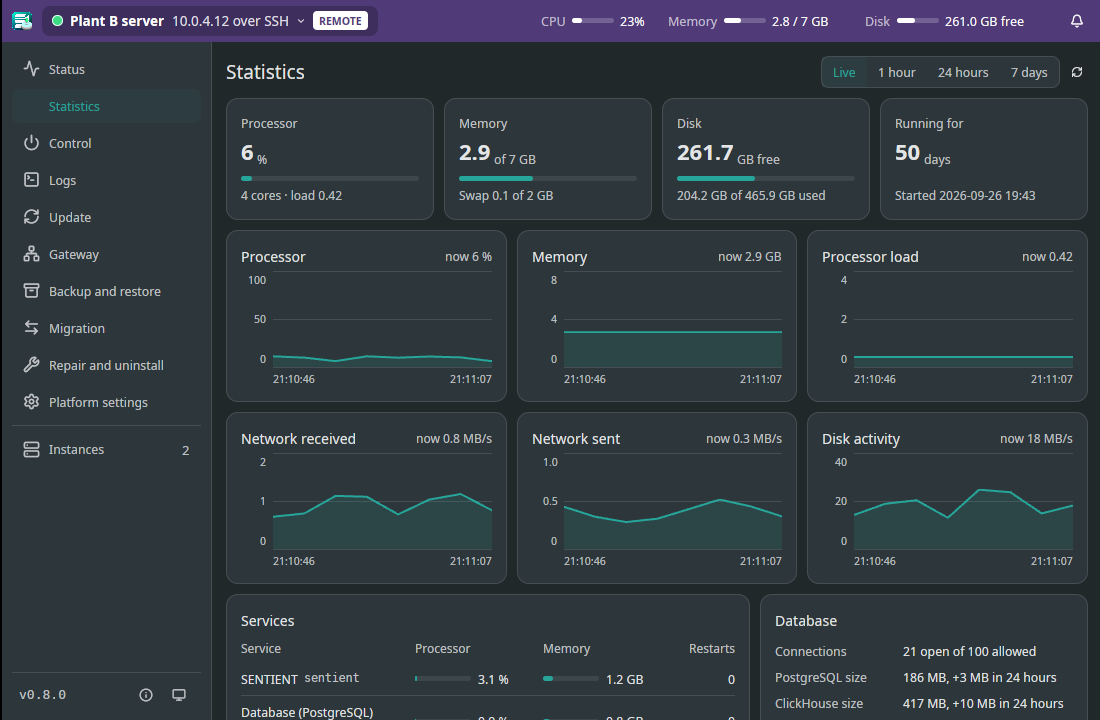 Plant B server 10.0.4.12 over SSH REMOTE CPU 23% Memory 2.8 / 7 GB Disk 261.0 GB free
Status
Statistics
Control
Logs
Update
Gateway
Backup and restore
Migration
Repair and uninstall
Platform settings
Instances 2
v0.8.0
Statistics
Live 1 hour 24 hours 7 days
Processor
6 %
4 cores · load 0.42
Memory
2.9 of 7 GB
Swap 0.1 of 2 GB
Disk
261.7 GB free
204.2 GB of 465.9 GB used
Running for
50 days
Started 2026-09-26 19:43
Processor now 6 %
100
50
0
21:10:46 21:11:07
Memory now 2.9 GB
8
4
0
21:10:46 21:11:07
Processor load now 0.42
4
2
0
21:10:46 21:11:07
Network received now 0.8 MB/s
2
1
0
21:10:46 21:11:07
Network sent now 0.3 MB/s
1.0
0.5
0
21:10:46 21:11:07
Disk activity now 18 MB/s
40
20
0
21:10:46 21:11:07
Services
Service Processor Memory Restarts
SENTIENT sentient 3.1 % 1.2 GB 0
Database (PostgreSQL)
Database
Connections 21 open of 100 allowed
PostgreSQL size 186 MB, +3 MB in 24 hours
ClickHouse size 417 MB, +10 MB in 24 hours